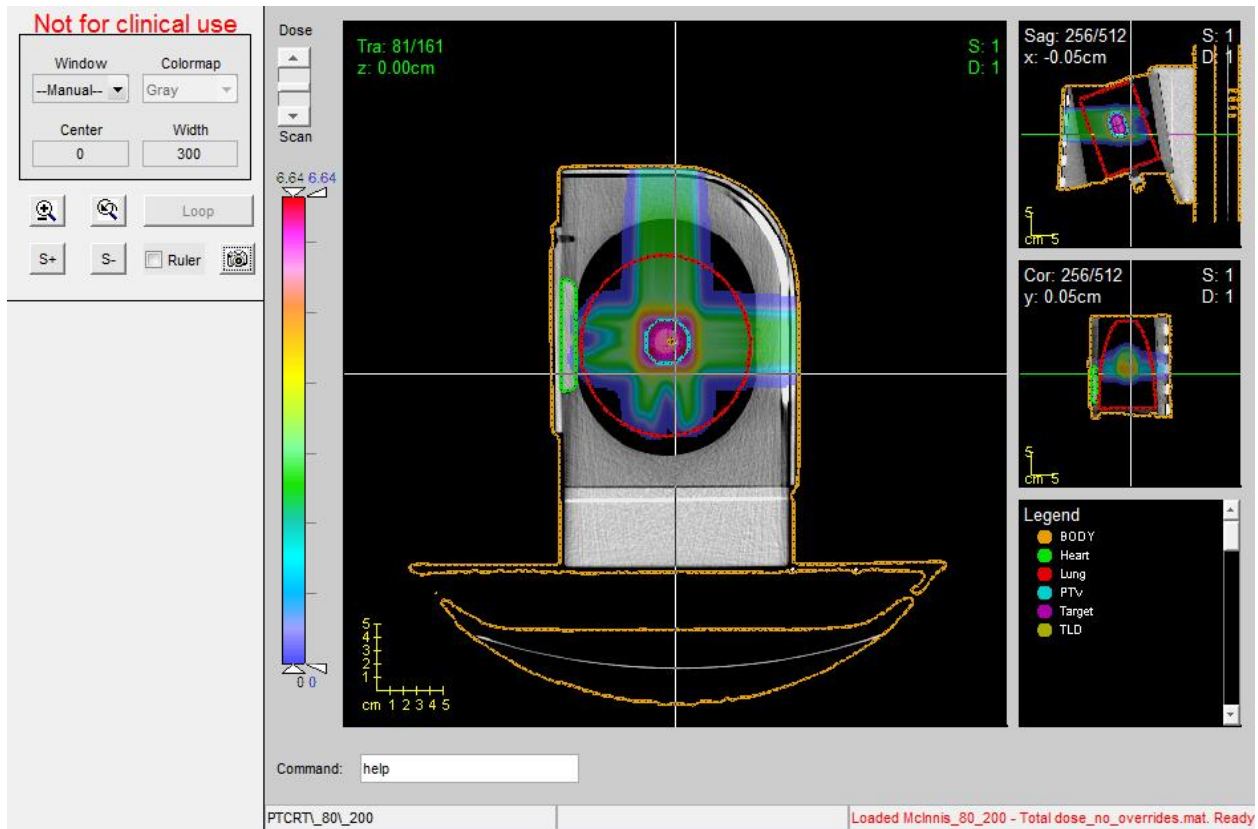 Not for clinical use
Window Colormap
--Manual-- Gray
Center Width
0 300
Loop
S+ S- Ruler
Dose
Scan
6.64 6.64
0 0
Tra: 81/161
z: 0.00cm
S: 1
D: 1
5
4
3
2
1
cm 1 2 3 4 5
Sag: 256/512
x: -0.05cm
S: 1
D: 1
5
cm 5
Cor: 256/512
y: 0.05cm
S: 1
D: 1
5
cm 5
Legend
BODY
Heart
Lung
PTv
Target
TLD
Command: help
PTCRT\_80\_200
Loaded McInnis_80_200 - Total dose_no_overrides.mat. Ready